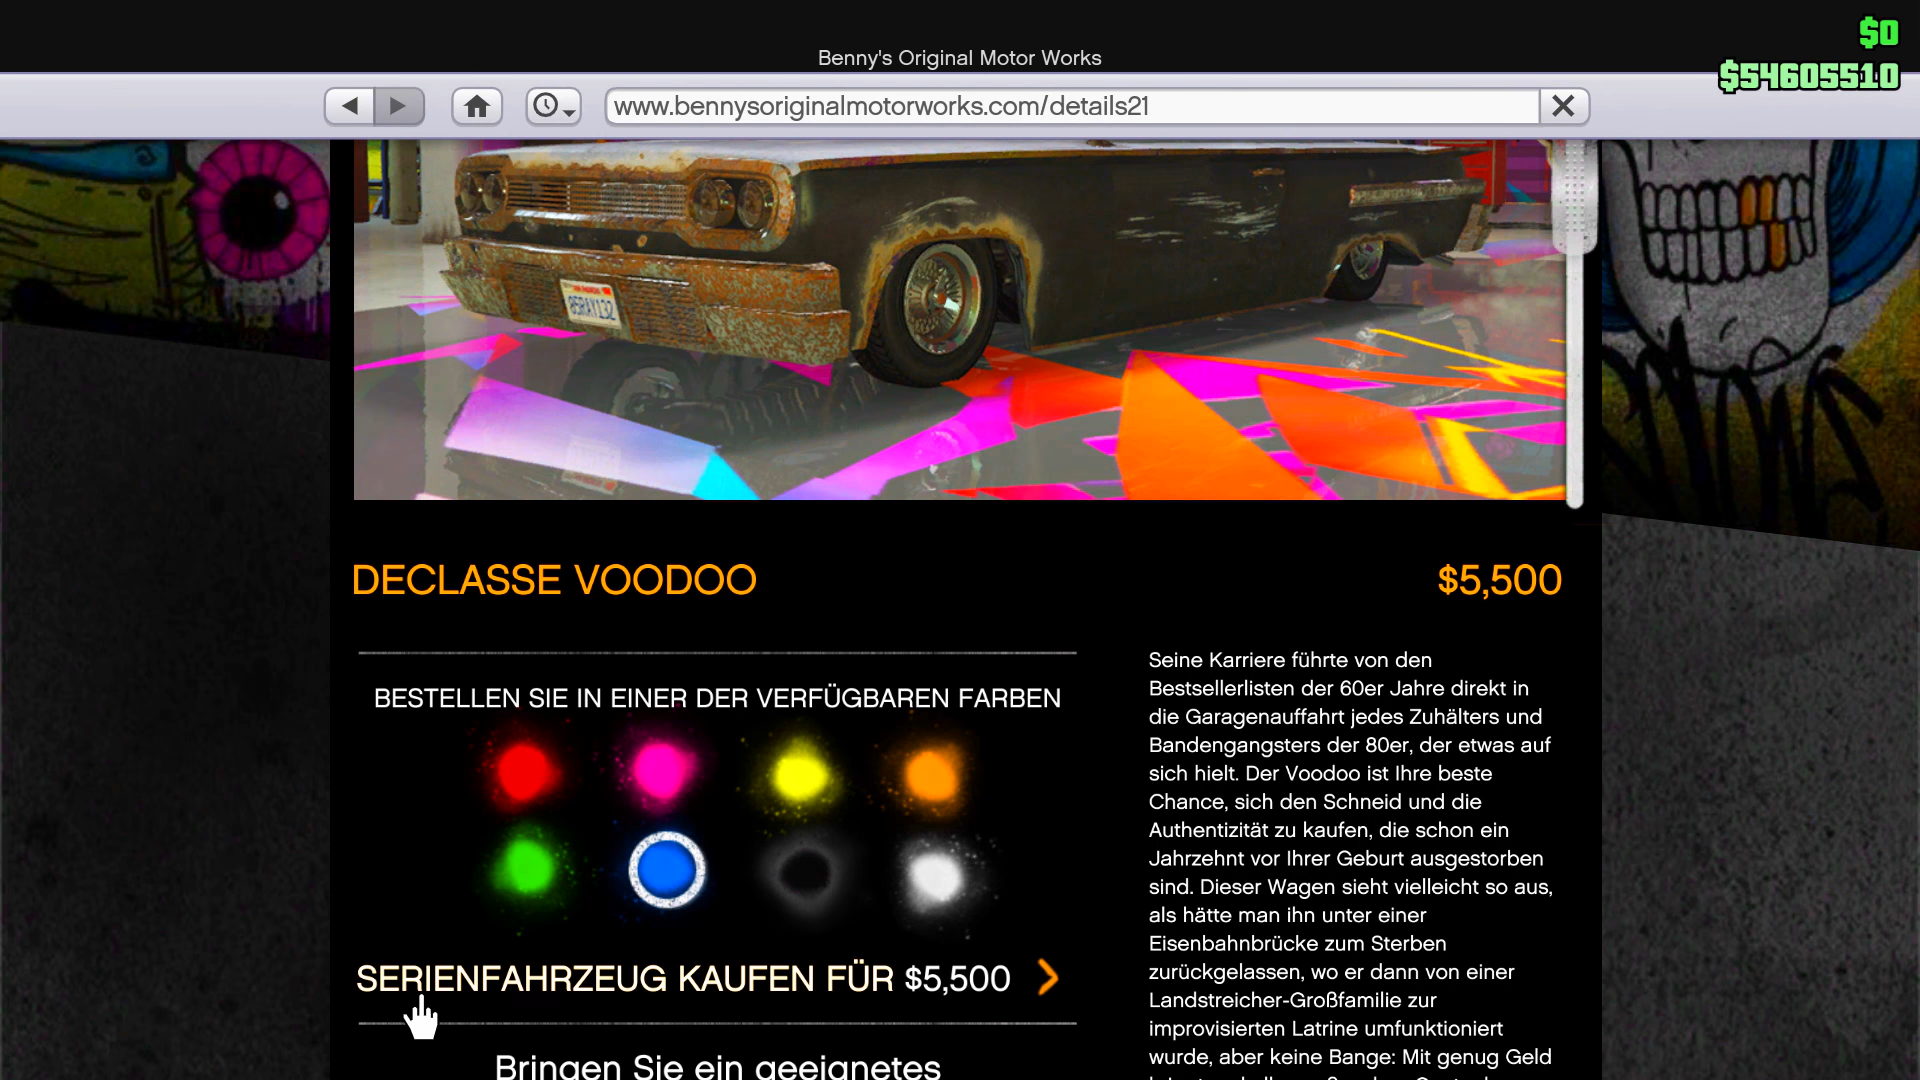 $0
Benny's Original Motor Works
$54605510
www.bennysoriginalmotorworks.com/details21
85RAY132
DECLASSE VOODOO
$5,500
BESTELLEN SIE IN EINER DER VERFÜGBAREN FARBEN
SERIENFAHRZEUG KAUFEN FÜR $5,500
Bringen Sie ein geeignetes
Seine Karriere führte von den
Bestsellerlisten der 60er Jahre direkt in
die Garagenauffahrt jedes Zuhälters und
Bandengangsters der 80er, der etwas auf
sich hielt. Der Voodoo ist Ihre beste
Chance, sich den Schneid und die
Authentizität zu kaufen, die schon ein
Jahrzehnt vor Ihrer Geburt ausgestorben
sind. Dieser Wagen sieht vielleicht so aus,
als hätte man ihn unter einer
Eisenbahnbrücke zum Sterben
zurückgelassen, wo er dann von einer
Landstreicher-Großfamilie zur
improvisierten Latrine umfunktioniert
wurde, aber keine Bange: Mit genug Geld